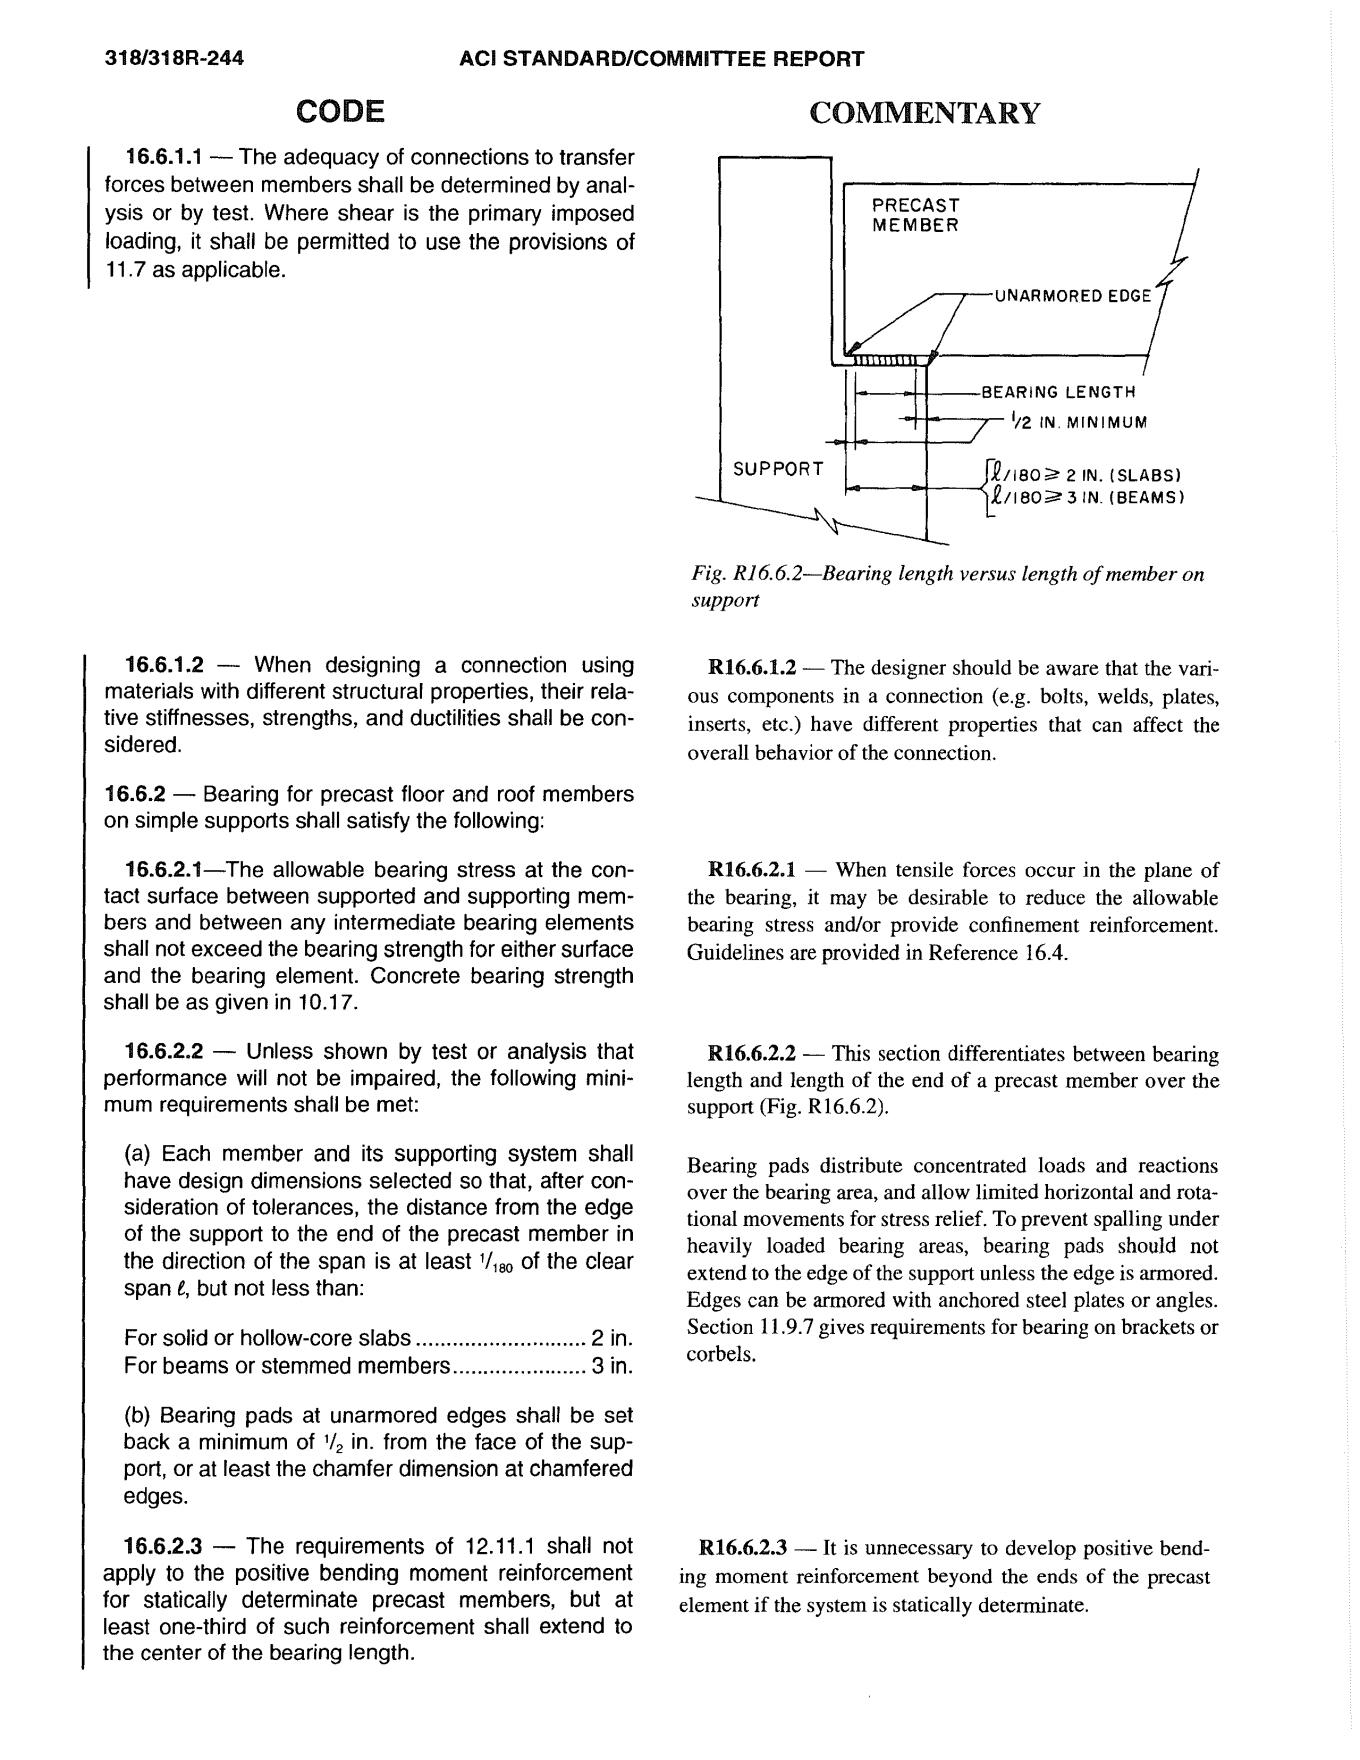 318/318R-244
ACI STANDARD/COMMITTEE REPORT
CODE
16.6.1.1 — The adequacy of connections to transfer
forces between members shall be determined by anal-
ysis or by test. Where shear is the primary imposed
loading, it shall be permitted to use the provisions of
11.7 as applicable.
16.6.1.2 — When designing a connection using
materials with different structural properties, their rela-
tive stiffnesses, strengths, and ductilities shall be con-
sidered.
16.6.2 — Bearing for precast floor and roof members
on simple supports shall satisfy the following:
16.6.2.1—The allowable bearing stress at the con-
tact surface between supported and supporting mem-
bers and between any intermediate bearing elements
shall not exceed the bearing strength for either surface
and the bearing element. Concrete bearing strength
shall be as given in 10.17.
16.6.2.2 — Unless shown by test or analysis that
performance will not be impaired, the following mini-
mum requirements shall be met:
(a) Each member and its supporting system shall
have design dimensions selected so that, after con-
sideration of tolerances, the distance from the edge
of the support to the end of the precast member in
the direction of the span is at least 1/180 of the clear
span ℓ, but not less than:
For solid or hollow-core slabs ............................ 2 in.
For beams or stemmed members...................... 3 in.
(b) Bearing pads at unarmored edges shall be set
back a minimum of 1/2 in. from the face of the sup-
port, or at least the chamfer dimension at chamfered
edges.
16.6.2.3 — The requirements of 12.11.1 shall not
apply to the positive bending moment reinforcement
for statically determinate precast members, but at
least one-third of such reinforcement shall extend to
the center of the bearing length.
COMMENTARY
PRECAST
MEMBER
UNARMORED EDGE
BEARING LENGTH
1/2 IN. MINIMUM
SUPPORT
ℓ/180 ≥ 2 IN. (SLABS)
ℓ/180 ≥ 3 IN. (BEAMS)
Fig. R16.6.2—Bearing length versus length of member on
support
R16.6.1.2 — The designer should be aware that the vari-
ous components in a connection (e.g. bolts, welds, plates,
inserts, etc.) have different properties that can affect the
overall behavior of the connection.
R16.6.2.1 — When tensile forces occur in the plane of
the bearing, it may be desirable to reduce the allowable
bearing stress and/or provide confinement reinforcement.
Guidelines are provided in Reference 16.4.
R16.6.2.2 — This section differentiates between bearing
length and length of the end of a precast member over the
support (Fig. R16.6.2).
Bearing pads distribute concentrated loads and reactions
over the bearing area, and allow limited horizontal and rota-
tional movements for stress relief. To prevent spalling under
heavily loaded bearing areas, bearing pads should not
extend to the edge of the support unless the edge is armored.
Edges can be armored with anchored steel plates or angles.
Section 11.9.7 gives requirements for bearing on brackets or
corbels.
R16.6.2.3 — It is unnecessary to develop positive bend-
ing moment reinforcement beyond the ends of the precast
element if the system is statically determinate.